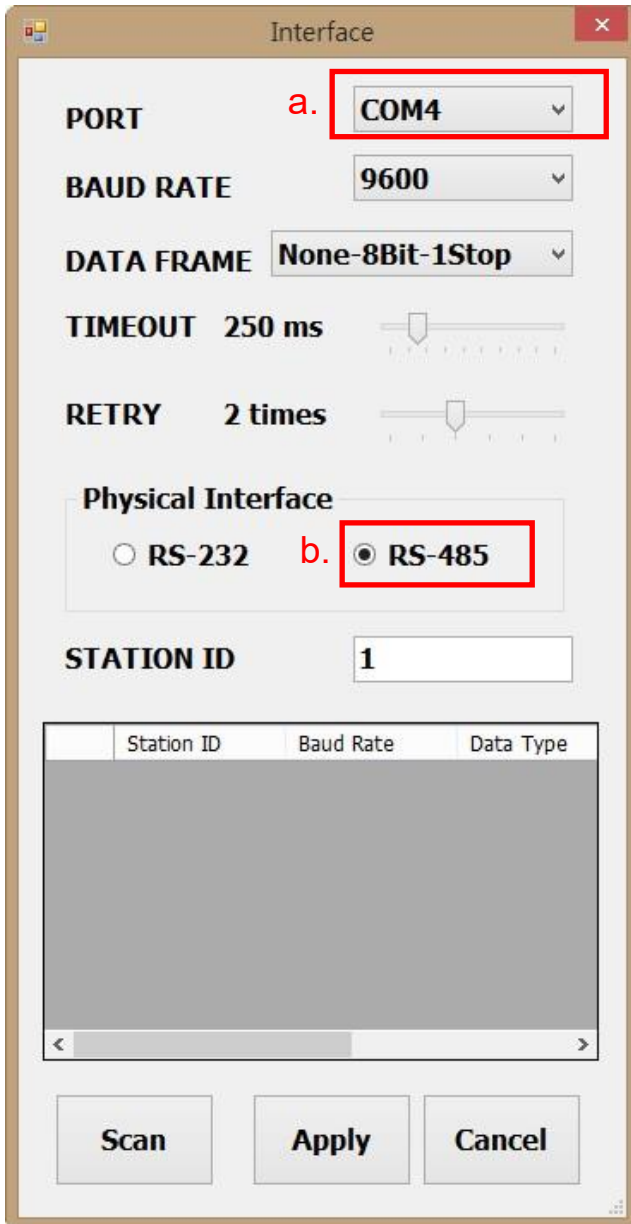 Interface
PORT a. COM4
BAUD RATE 9600
DATA FRAME None-8Bit-1Stop
TIMEOUT 250 ms
RETRY 2 times
Physical Interface
RS-232 b. RS-485
STATION ID 1
Station ID Baud Rate Data Type
Scan Apply Cancel